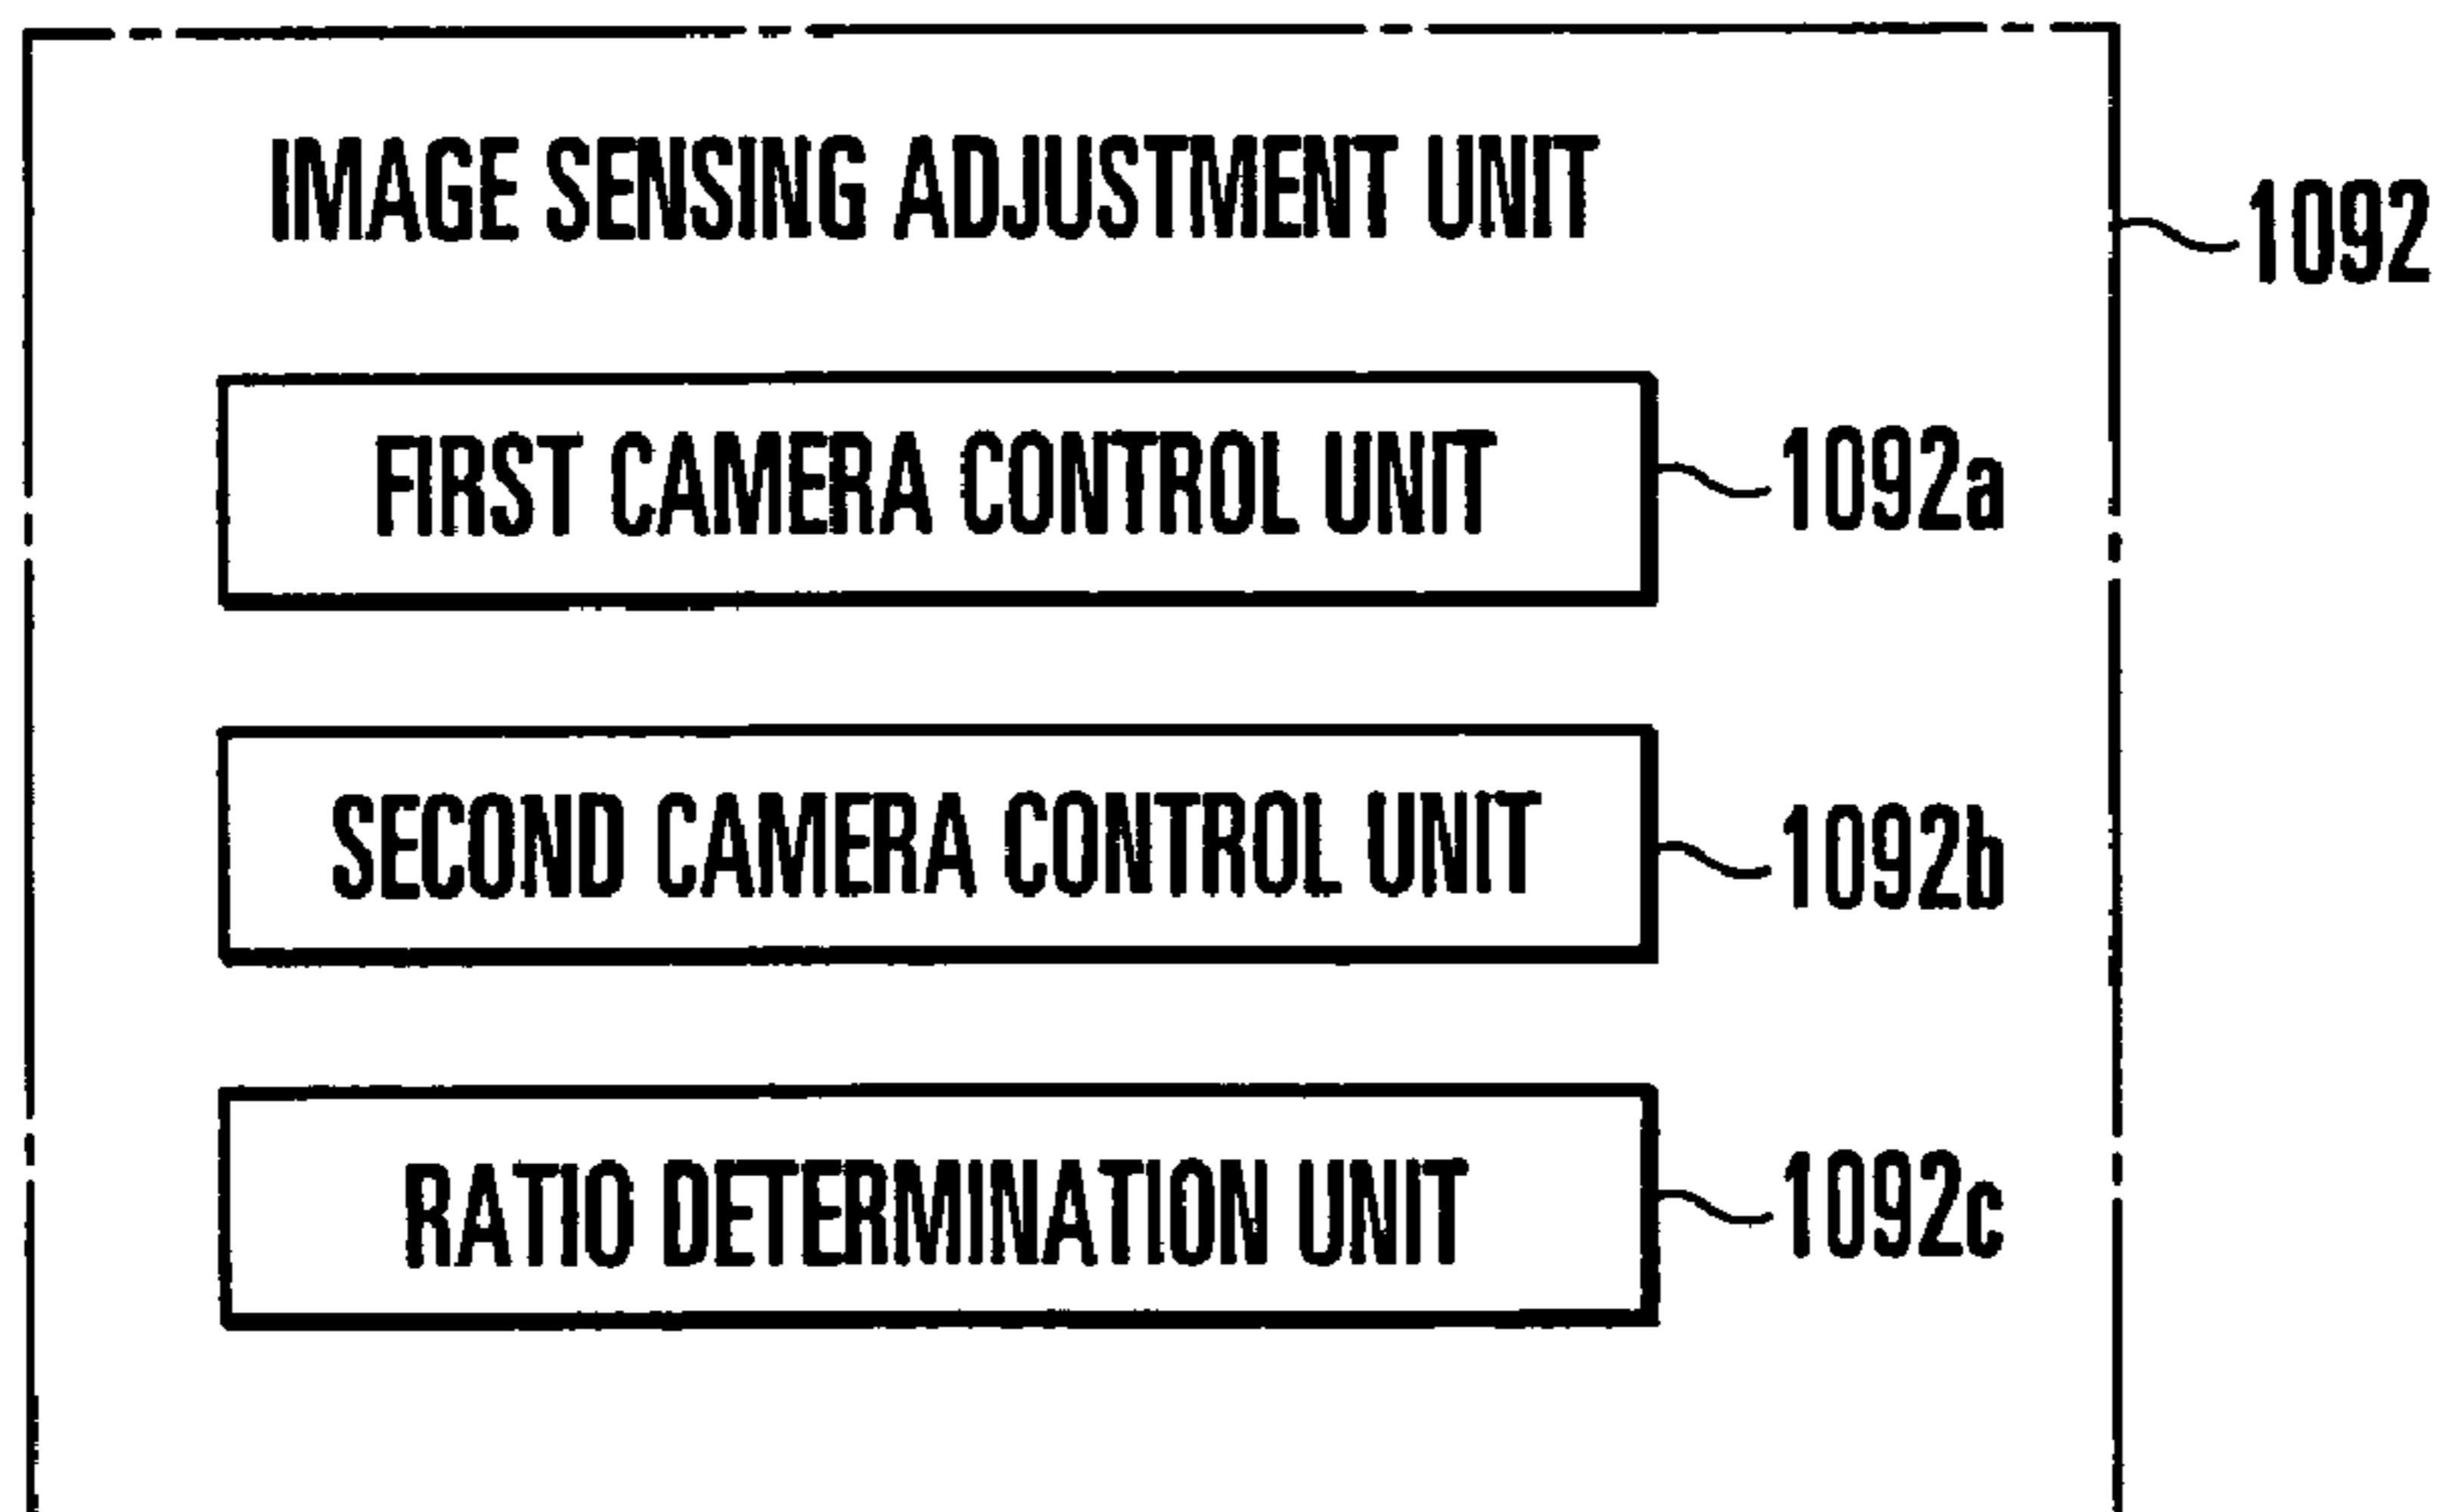 IMAGE SENSING ADJUSTMENT UNIT
1092
FIRST CAMERA CONTROL UNIT
1092a
SECOND CAMERA CONTROL UNIT
1092b
RATIO DETERMINATION UNIT
1092c